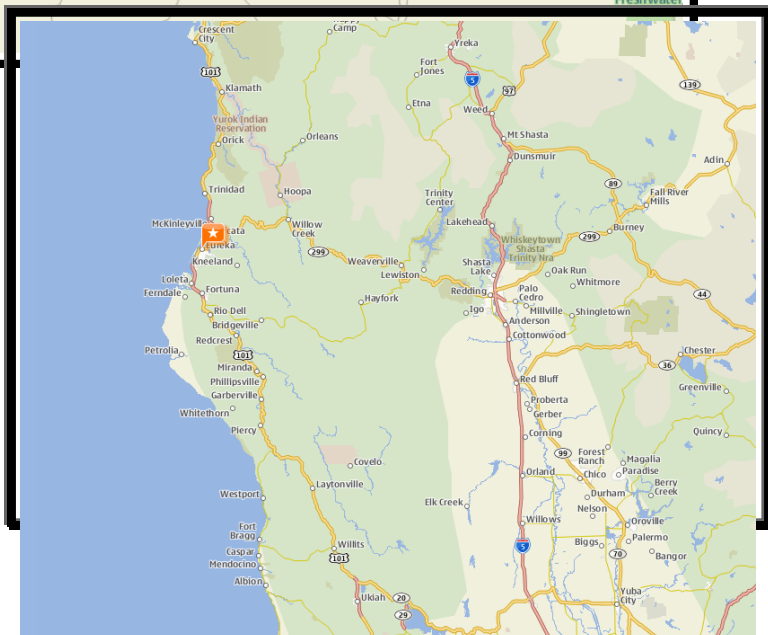 Freshwater
Crescent
City
Camp
Yreka
Fort
Jones
101
5
97
139
Klamath
Etna
Weed
Yurok Indian
Reservation
Orick
Orleans
Mt Shasta
Dunsmuir
Adin
Trinidad
Hoopa
89
Trinity
Center
Fall River
Mills
McKinleyville
Willow
Creek
Lakehead
Burney
Eureka
299
299
Whiskeytown
Shasta
Trinity Nra
Kneeland
Weaverville
Lewiston
Shasta
Lake
Oak Run
Whitmore
Loleta
Ferndale
Fortuna
Hayfork
Redding
Palo
Cedro
44
Rio Dell
Igo
Millville
Shingletown
Bridgeville
Anderson
Redcrest
Cottonwood
Petrolia
101
Chester
Miranda
36
Phillipsville
Red Bluff
Greenville
Garberville
Proberta
Whitethorn
Gerber
Piercy
Corning
Quincy
99
Forest
Ranch
Magalia
Covelo
Orland
Chico
Paradise
Laytonville
Berry
Creek
Westport
Durham
Elk Creek
Nelson
Willows
Oroville
Fort
Bragg
Willits
5
Biggs
Palermo
Caspar
101
70
Bangor
Mendocino
Albion
Ukiah
20
Yuba
City
29